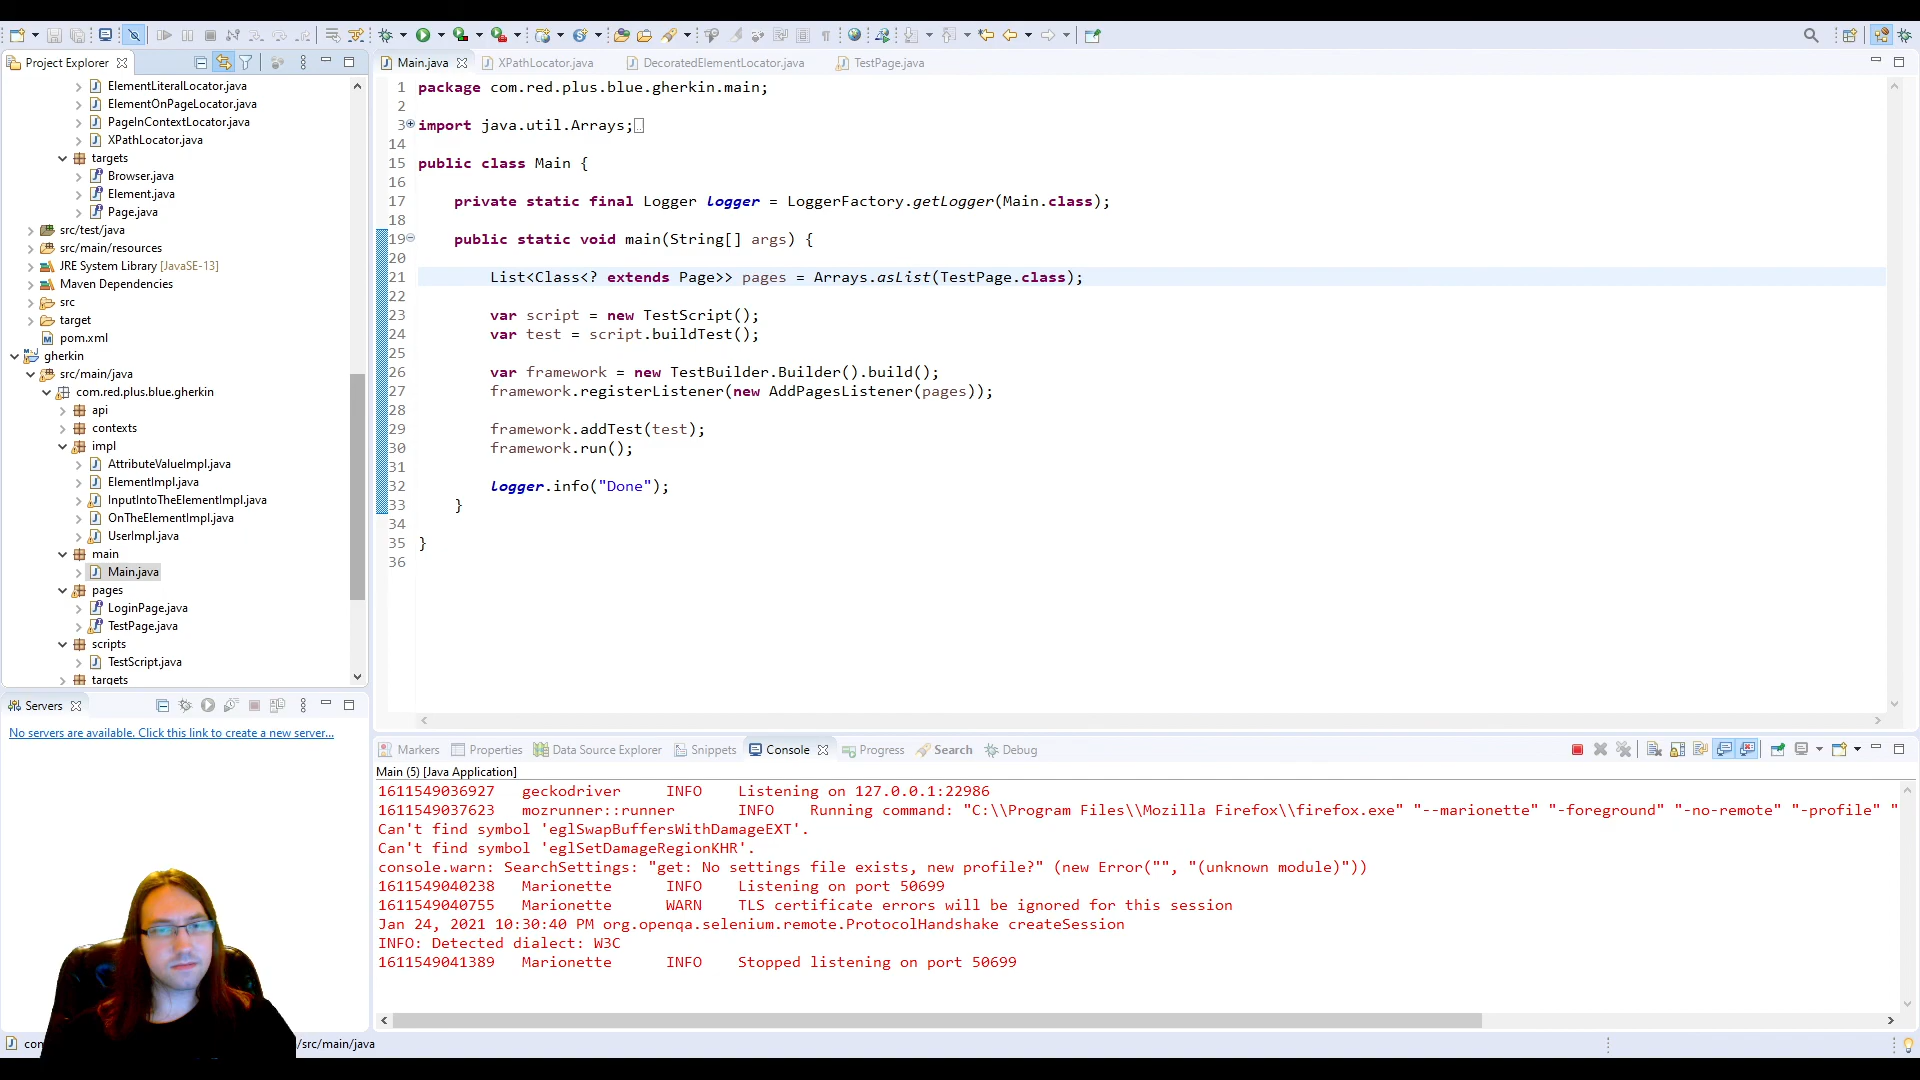 Project Explorer
ElementLiteralLocator.java
ElementOnPageLocator.java
PageInContextLocator.java
XPathLocator.java
targets
Browser.java
Element.java
Page.java
src/test/java
src/main/resources
JRE System Library [JavaSE-13]
Maven Dependencies
src
target
pom.xml
gherkin
src/main/java
com.red.plus.blue.gherkin
api
contexts
impl
AttributeValueImpl.java
ElementImpl.java
InputIntoTheElementImpl.java
OnTheElementImpl.java
UserImpl.java
main
Main.java
pages
LoginPage.java
TestPage.java
scripts
TestScript.java
targets
Servers
No servers are available. Click this link to create a new server...
Main.java XPathLocator.java DecoratedElementLocator.java TestPage.java
1 package com.red.plus.blue.gherkin.main;
2
3 import java.util.Arrays;
14
15 public class Main {
16
17 private static final Logger logger = LoggerFactory.getLogger(Main.class);
18
19 public static void main(String[] args) {
20
21 List<Class<? extends Page>> pages = Arrays.asList(TestPage.class);
22
23 var script = new TestScript();
24 var test = script.buildTest();
25
26 var framework = new TestBuilder.Builder().build();
27 framework.registerListener(new AddPagesListener(pages));
28
29 framework.addTest(test);
30 framework.run();
31
32 logger.info("Done");
33 }
34
35 }
36
Markers Properties Data Source Explorer Snippets Console Progress Search Debug
Main (5) [Java Application]
1611549036927 geckodriver INFO Listening on 127.0.0.1:22986
1611549037623 mozrunner::runner INFO Running command: "C:\\Program Files\\Mozilla Firefox\\firefox.exe" "--marionette" "-foreground" "-no-remote" "-profile" "
Can't find symbol 'eglSwapBuffersWithDamageEXT'.
Can't find symbol 'eglSetDamageRegionKHR'.
console.warn: SearchSettings: "get: No settings file exists, new profile?" (new Error("", "(unknown module)"))
1611549040238 Marionette INFO Listening on port 50699
1611549040755 Marionette WARN TLS certificate errors will be ignored for this session
Jan 24, 2021 10:30:40 PM org.openqa.selenium.remote.ProtocolHandshake createSession
INFO: Detected dialect: W3C
1611549041389 Marionette INFO Stopped listening on port 50699
con /src/main/java